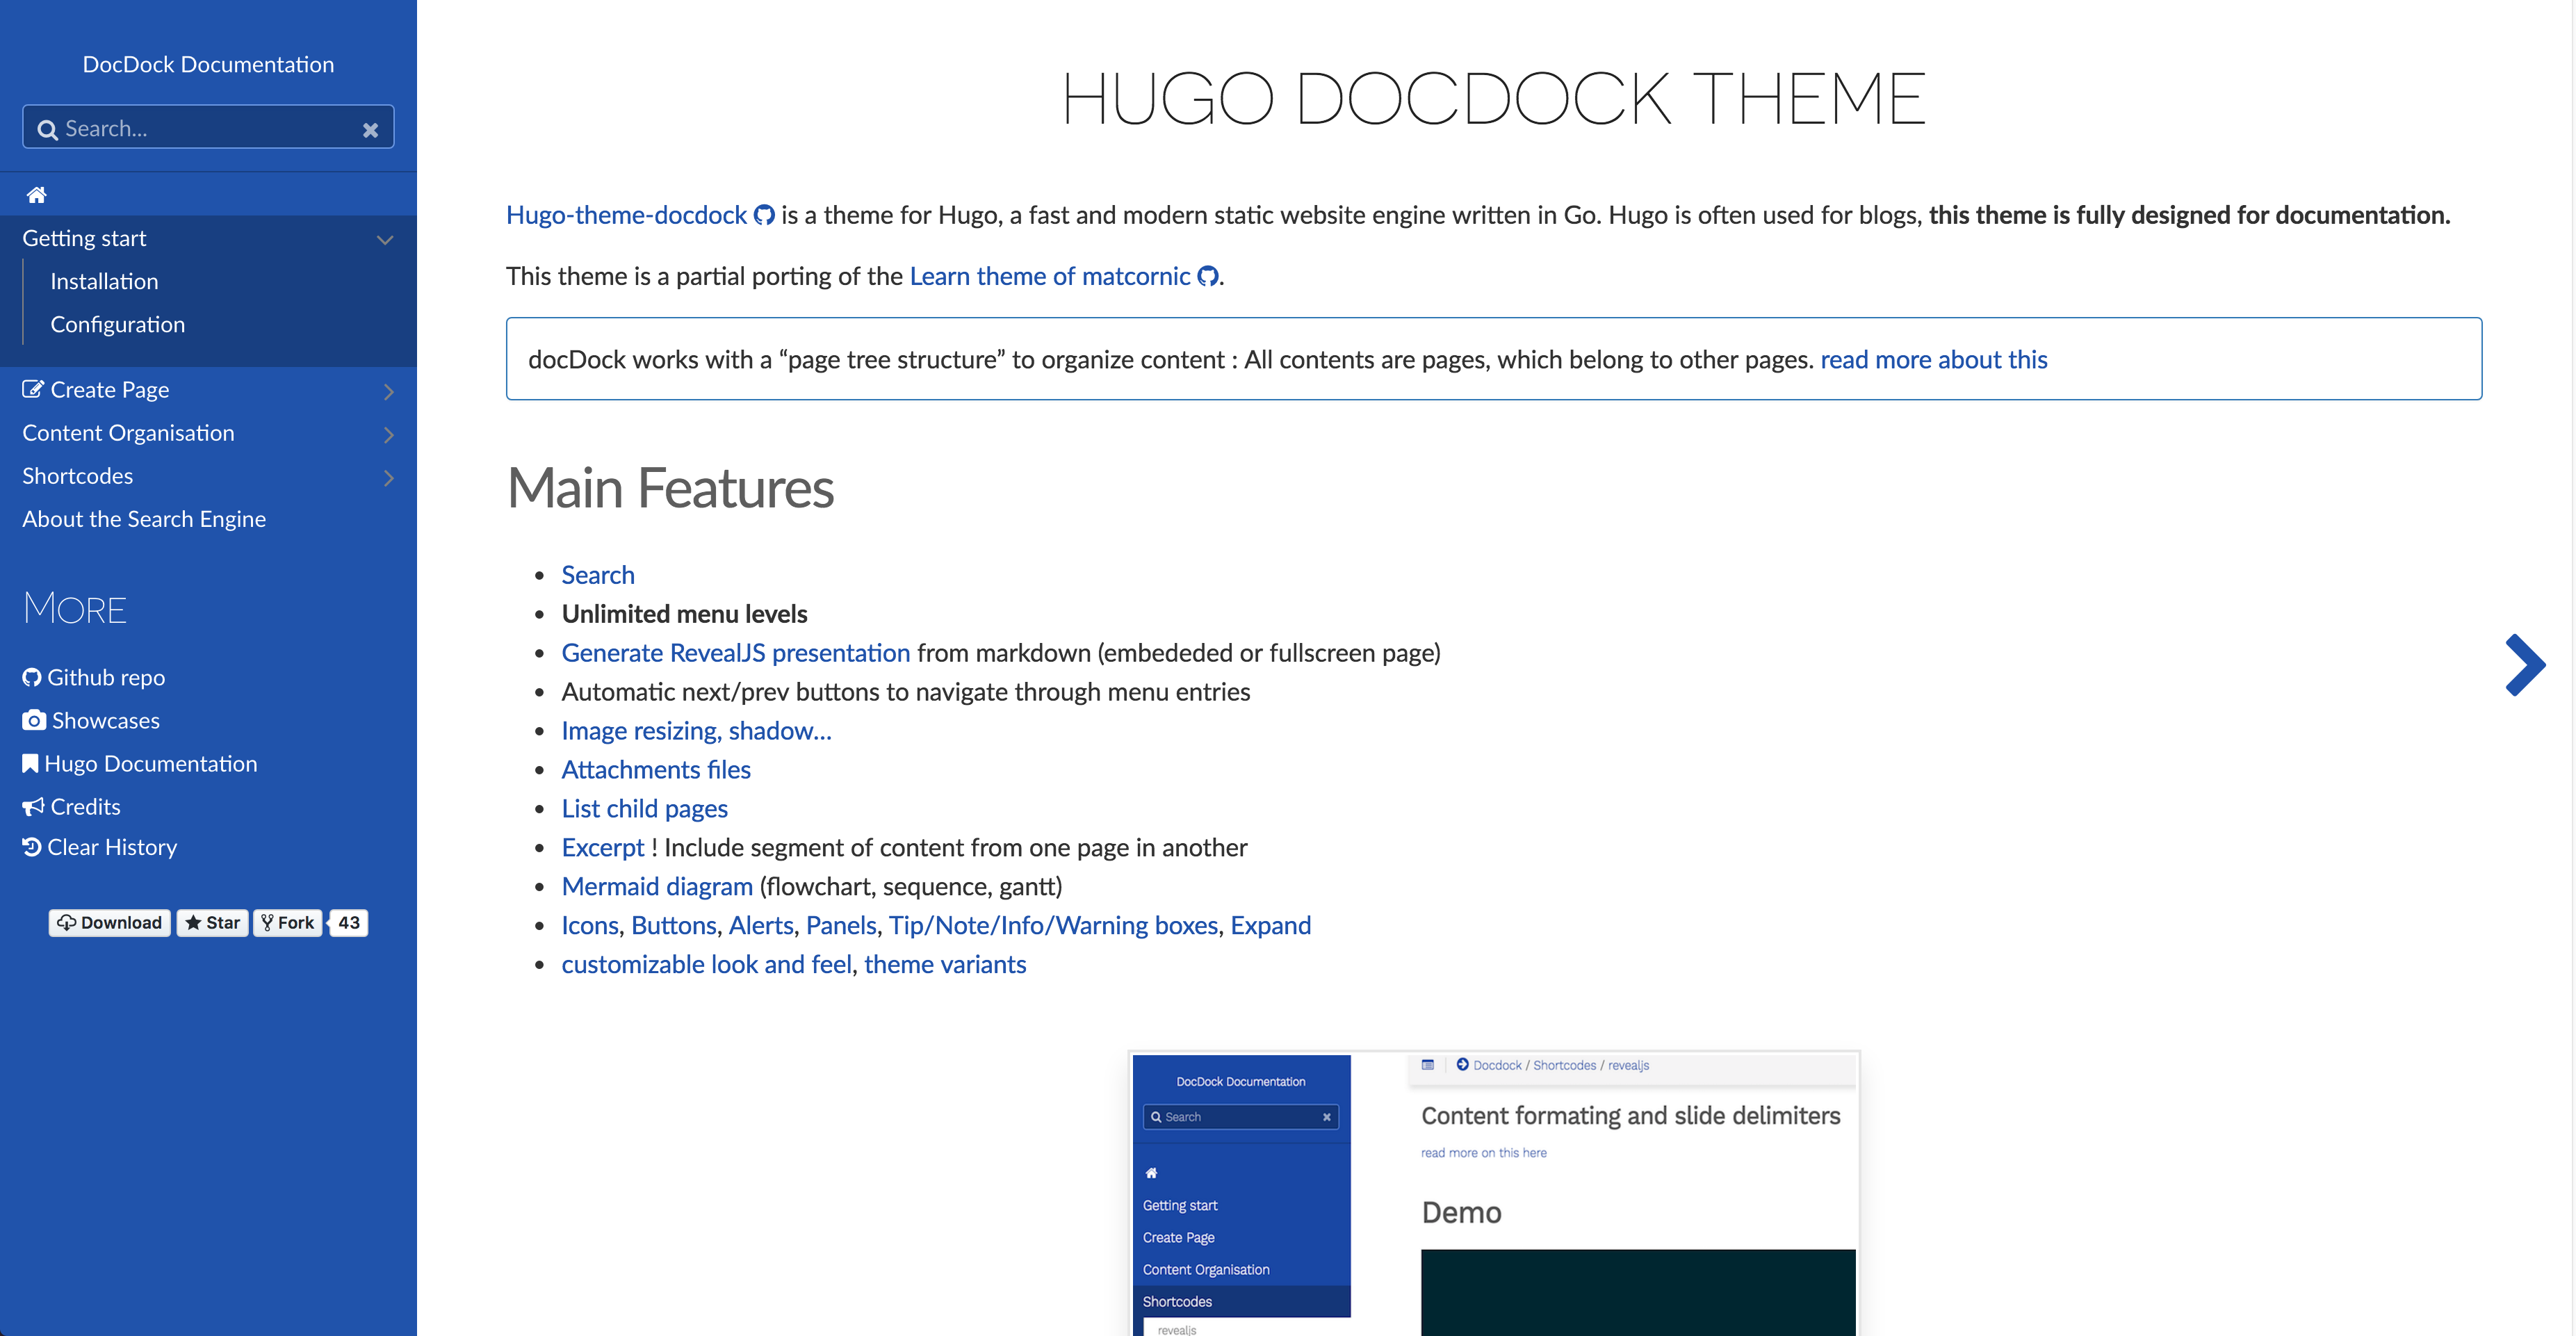 DocDock Documentation
Search...
Getting start
Installation
Configuration
Create Page
Content Organisation
Shortcodes
About the Search Engine
MORE
Github repo
Showcases
Hugo Documentation
Credits
Clear History
Download Star Fork 43
HUGO DOCDOCK THEME
Hugo-theme-docdock is a theme for Hugo, a fast and modern static website engine written in Go. Hugo is often used for blogs, this theme is fully designed for documentation.
This theme is a partial porting of the Learn theme of matcornic.
docDock works with a “page tree structure” to organize content : All contents are pages, which belong to other pages. read more about this
Main Features
Search
Unlimited menu levels
Generate RevealJS presentation from markdown (embededed or fullscreen page)
Automatic next/prev buttons to navigate through menu entries
Image resizing, shadow...
Attachments files
List child pages
Excerpt ! Include segment of content from one page in another
Mermaid diagram (flowchart, sequence, gantt)
Icons, Buttons, Alerts, Panels, Tip/Note/Info/Warning boxes, Expand
customizable look and feel, theme variants
DocDock Documentation
Search
Getting start
Create Page
Content Organisation
Shortcodes
revealjs
Docdock / Shortcodes / revealjs
Content formating and slide delimiters
read more on this here
Demo